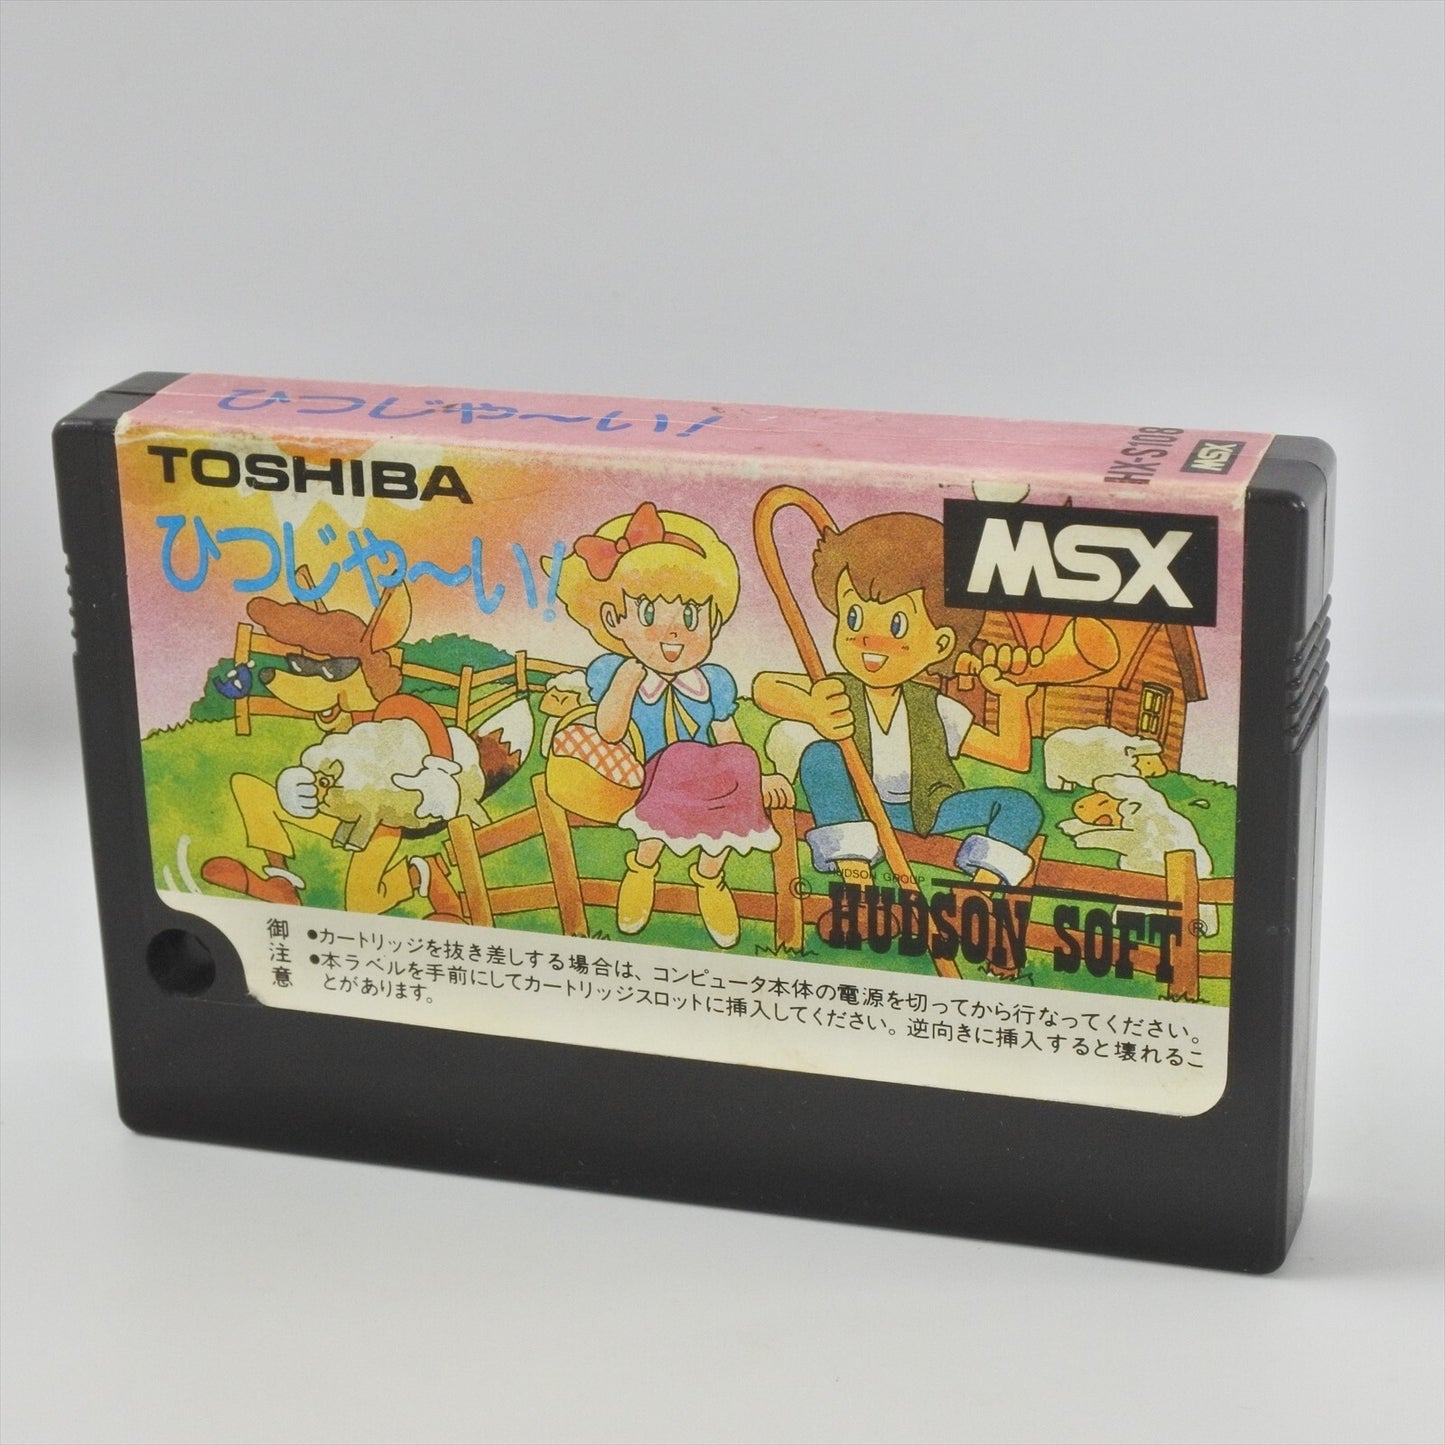 ひつじや〜い!
HX-S108
MSX
TOSHIBA
ひつじや〜い!
MSX
© HUDSON GROUP
HUDSON SOFT®
御注意
●カートリッジを抜き差しする場合は、コンピュータ本体の電源を切ってから行なってください。
●本ラベルを手前にしてカートリッジスロットに挿入してください。逆向きに挿入すると壊れるこ
とがあります。